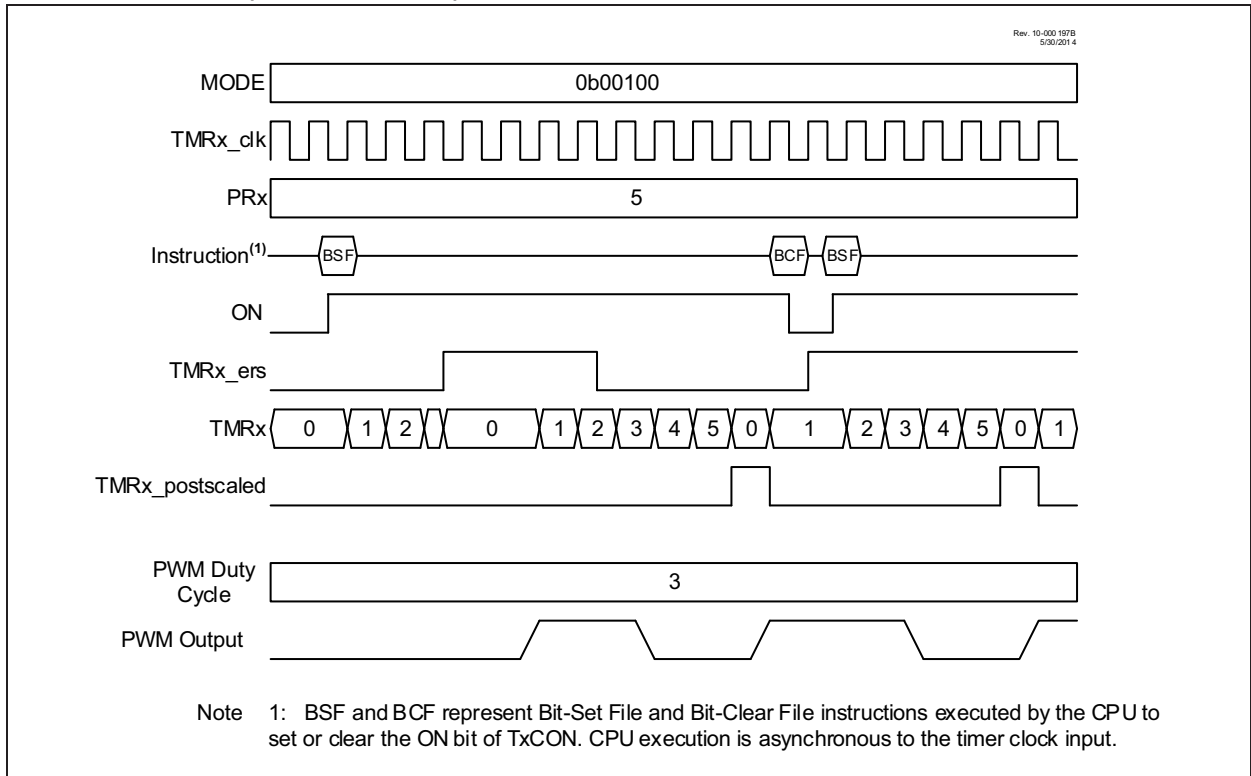 Rev. 10-000 197B
5/30/201 4
MODE 0b00100
TMRx_clk
PRx 5
Instruction(1) BSF BCF BSF
ON
TMRx_ers
TMRx 0 1 2 0 1 2 3 4 5 0 1 2 3 4 5 0 1
TMRx_postscaled
PWM Duty
Cycle 3
PWM Output
Note 1: BSF and BCF represent Bit-Set File and Bit-Clear File instructions executed by the CPU to
set or clear the ON bit of TxCON. CPU execution is asynchronous to the timer clock input.